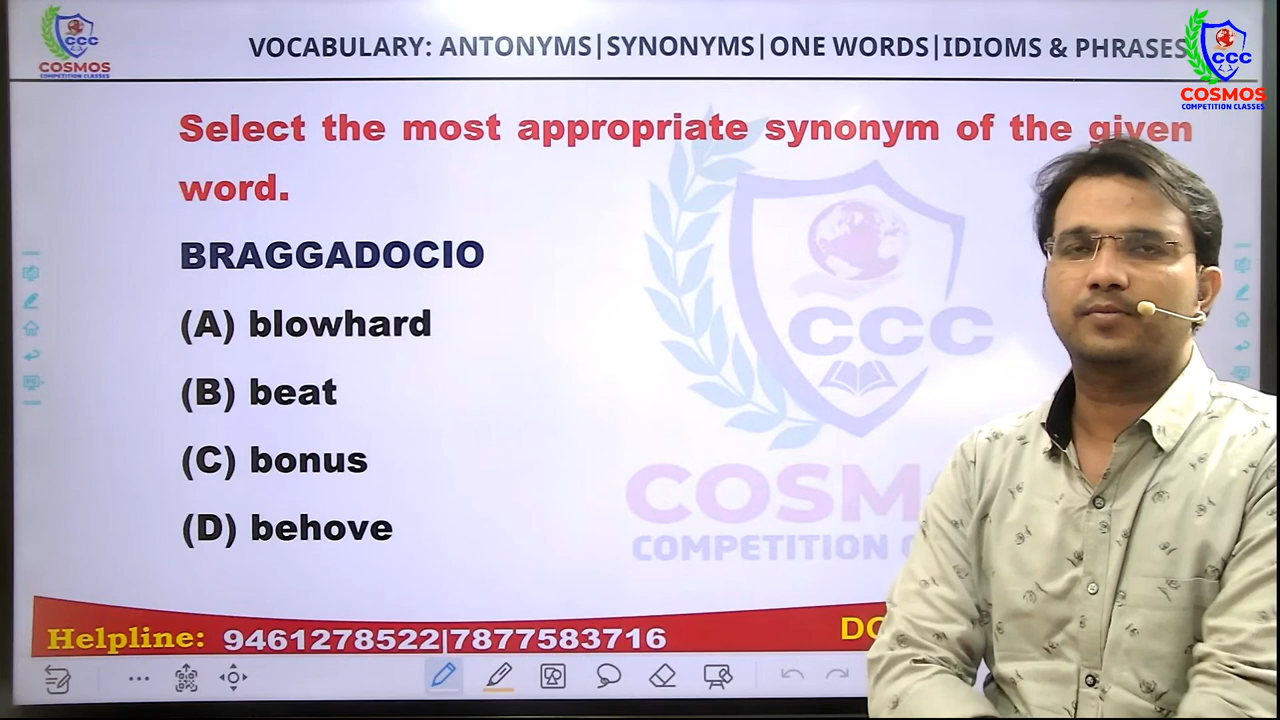 CCC
COSMOS
COMPETITION CLASSES
VOCABULARY: ANTONYMS|SYNONYMS|ONE WORDS|IDIOMS & PHRASES
CCC
COSMOS
COMPETITION CLASSES
Select the most appropriate synonym of the given
word.
BRAGGADOCIO
(A) blowhard
(B) beat
(C) bonus
(D) behove
CCC
COSM
COMPETITION
Helpline: 9461278522|7877583716